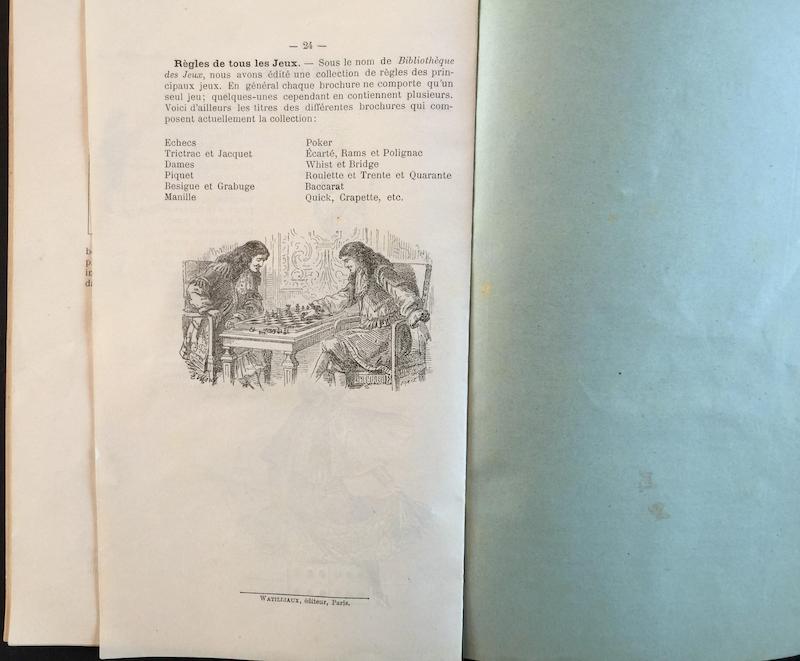 — 24 —
Règles de tous les Jeux. — Sous le nom de Bibliothèque
des Jeux, nous avons édité une collection de règles des prin-
cipaux jeux. En général chaque brochure ne comporte qu'un
seul jeu; quelques-unes cependant en contiennent plusieurs.
Voici d'ailleurs les titres des différentes brochures qui com-
posent actuellement la collection:
Echecs
Trictrac et Jacquet
Dames
Piquet
Besigue et Grabuge
Manille
Poker
Écarté, Rams et Polignac
Whist et Bridge
Roulette et Trente et Quarante
Baccarat
Quick, Crapette, etc.
WATILLIAUX, éditeur, Paris.